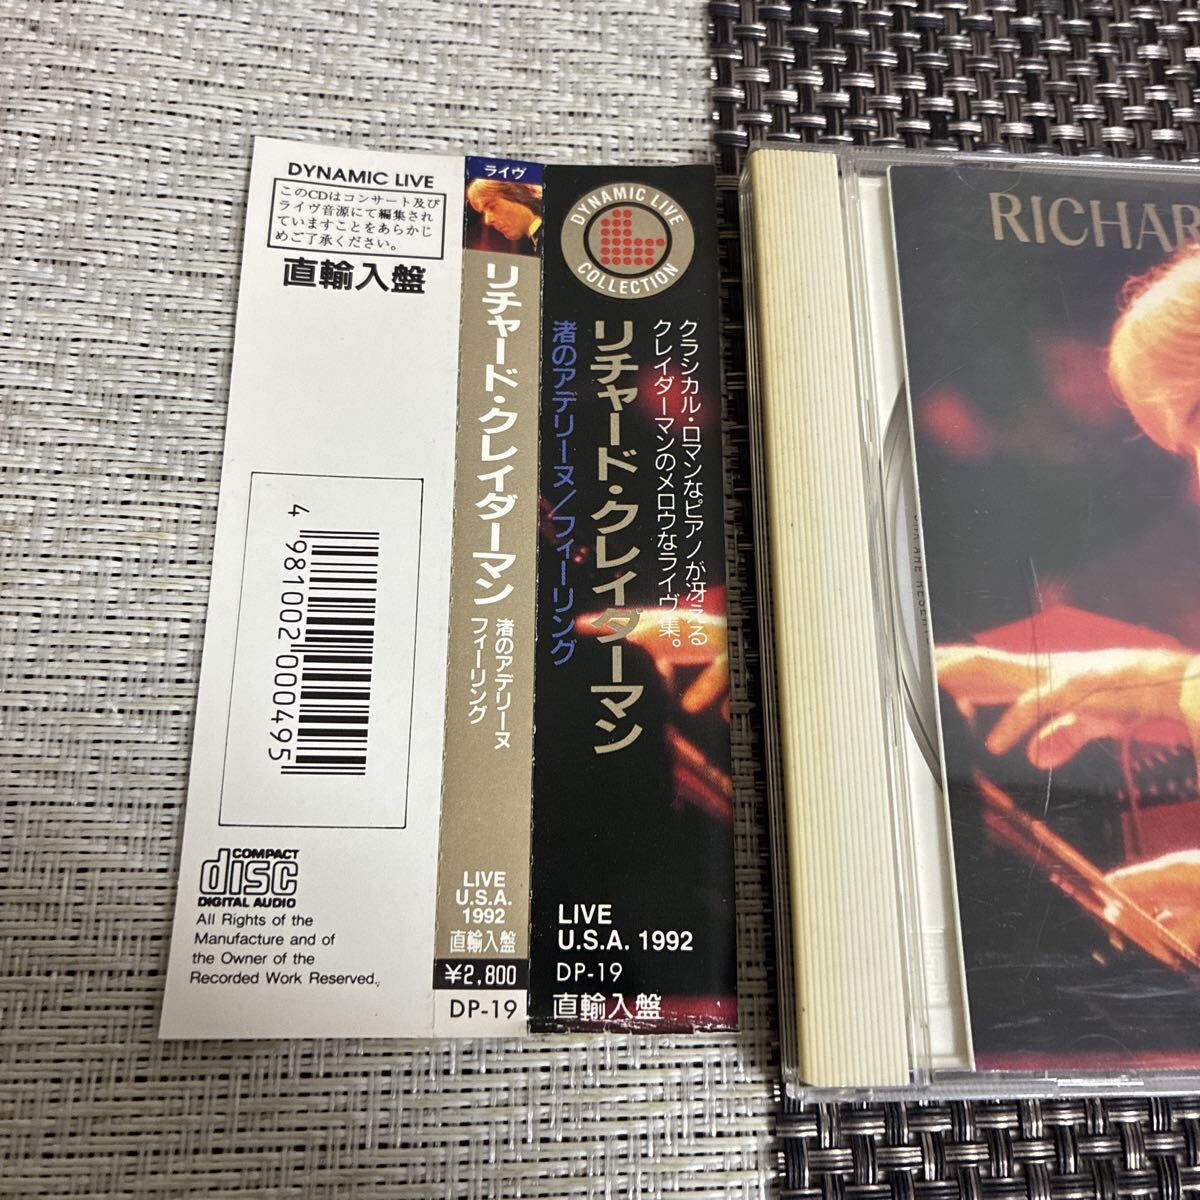 DYNAMIC LIVE
このCDはコンサート及び
ライヴ音源にて編集され
ていますことをあらかじ
めご了承ください。
直輸入盤
4 981002 000495
COMPACT
disc
DIGITAL AUDIO
All Rights of the
Manufacture and of
the Owner of the
Recorded Work Reserved.
ライヴ
リチャード・クレイダーマン
渚のアデリーヌ
フィーリング
LIVE
U.S.A.
1992
直輸入盤
¥2,800
DP-19
DYNAMIC LIVE
COLLECTION
クラシカル・ロマンなピアノが冴える
クレイダーマンのメロウなライヴ集。
リチャード・クレイダーマン
渚のアデリーヌ/フィーリング
LIVE
U.S.A. 1992
DP-19
直輸入盤
RICHAR